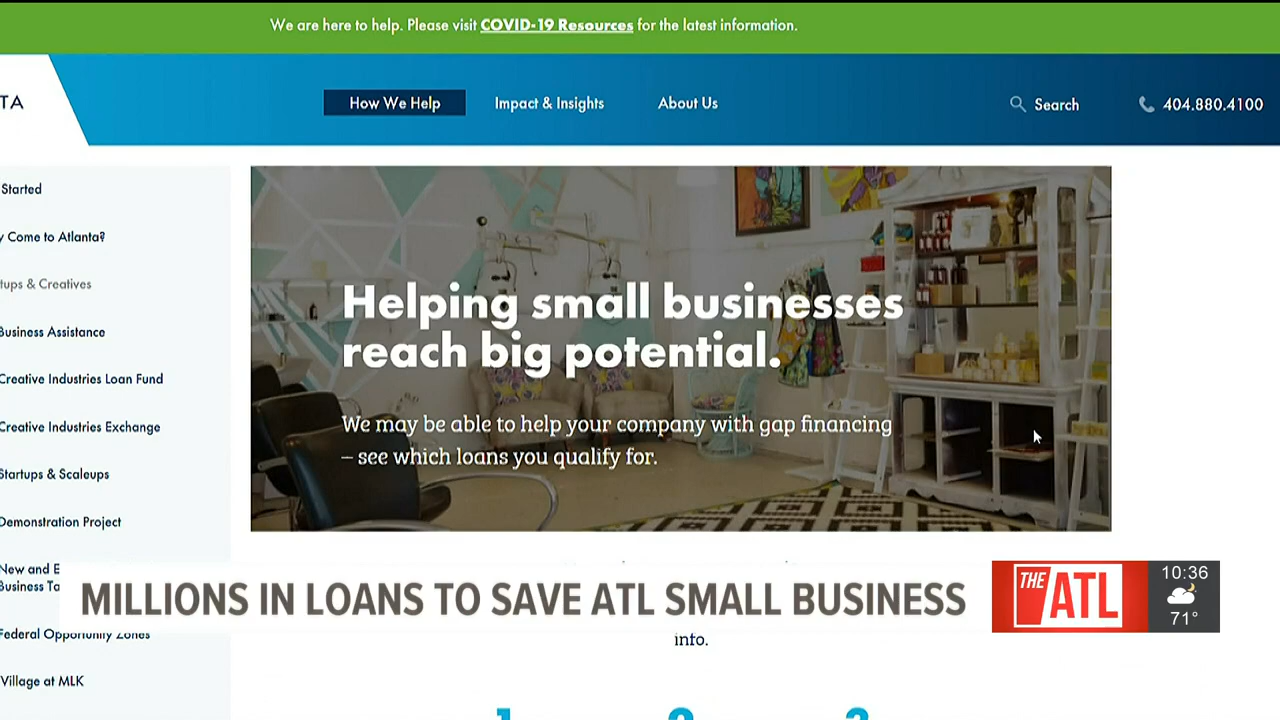 We are here to help. Please visit COVID-19 Resources for the latest information.
TA
How We Help
Impact & Insights
About Us
Search
404.880.4100
Started
y Come to Atlanta?
tups & Creatives
Business Assistance
Creative Industries Loan Fund
Creative Industries Exchange
Startups & Scaleups
Demonstration Project
New and E
Business Ta
Federal Opportunity Zones
Village at MLK
Helping small businesses
reach big potential.
We may be able to help your company with gap financing
– see which loans you qualify for.
info.
MILLIONS IN LOANS TO SAVE ATL SMALL BUSINESS
THE ATL
10:36
71°